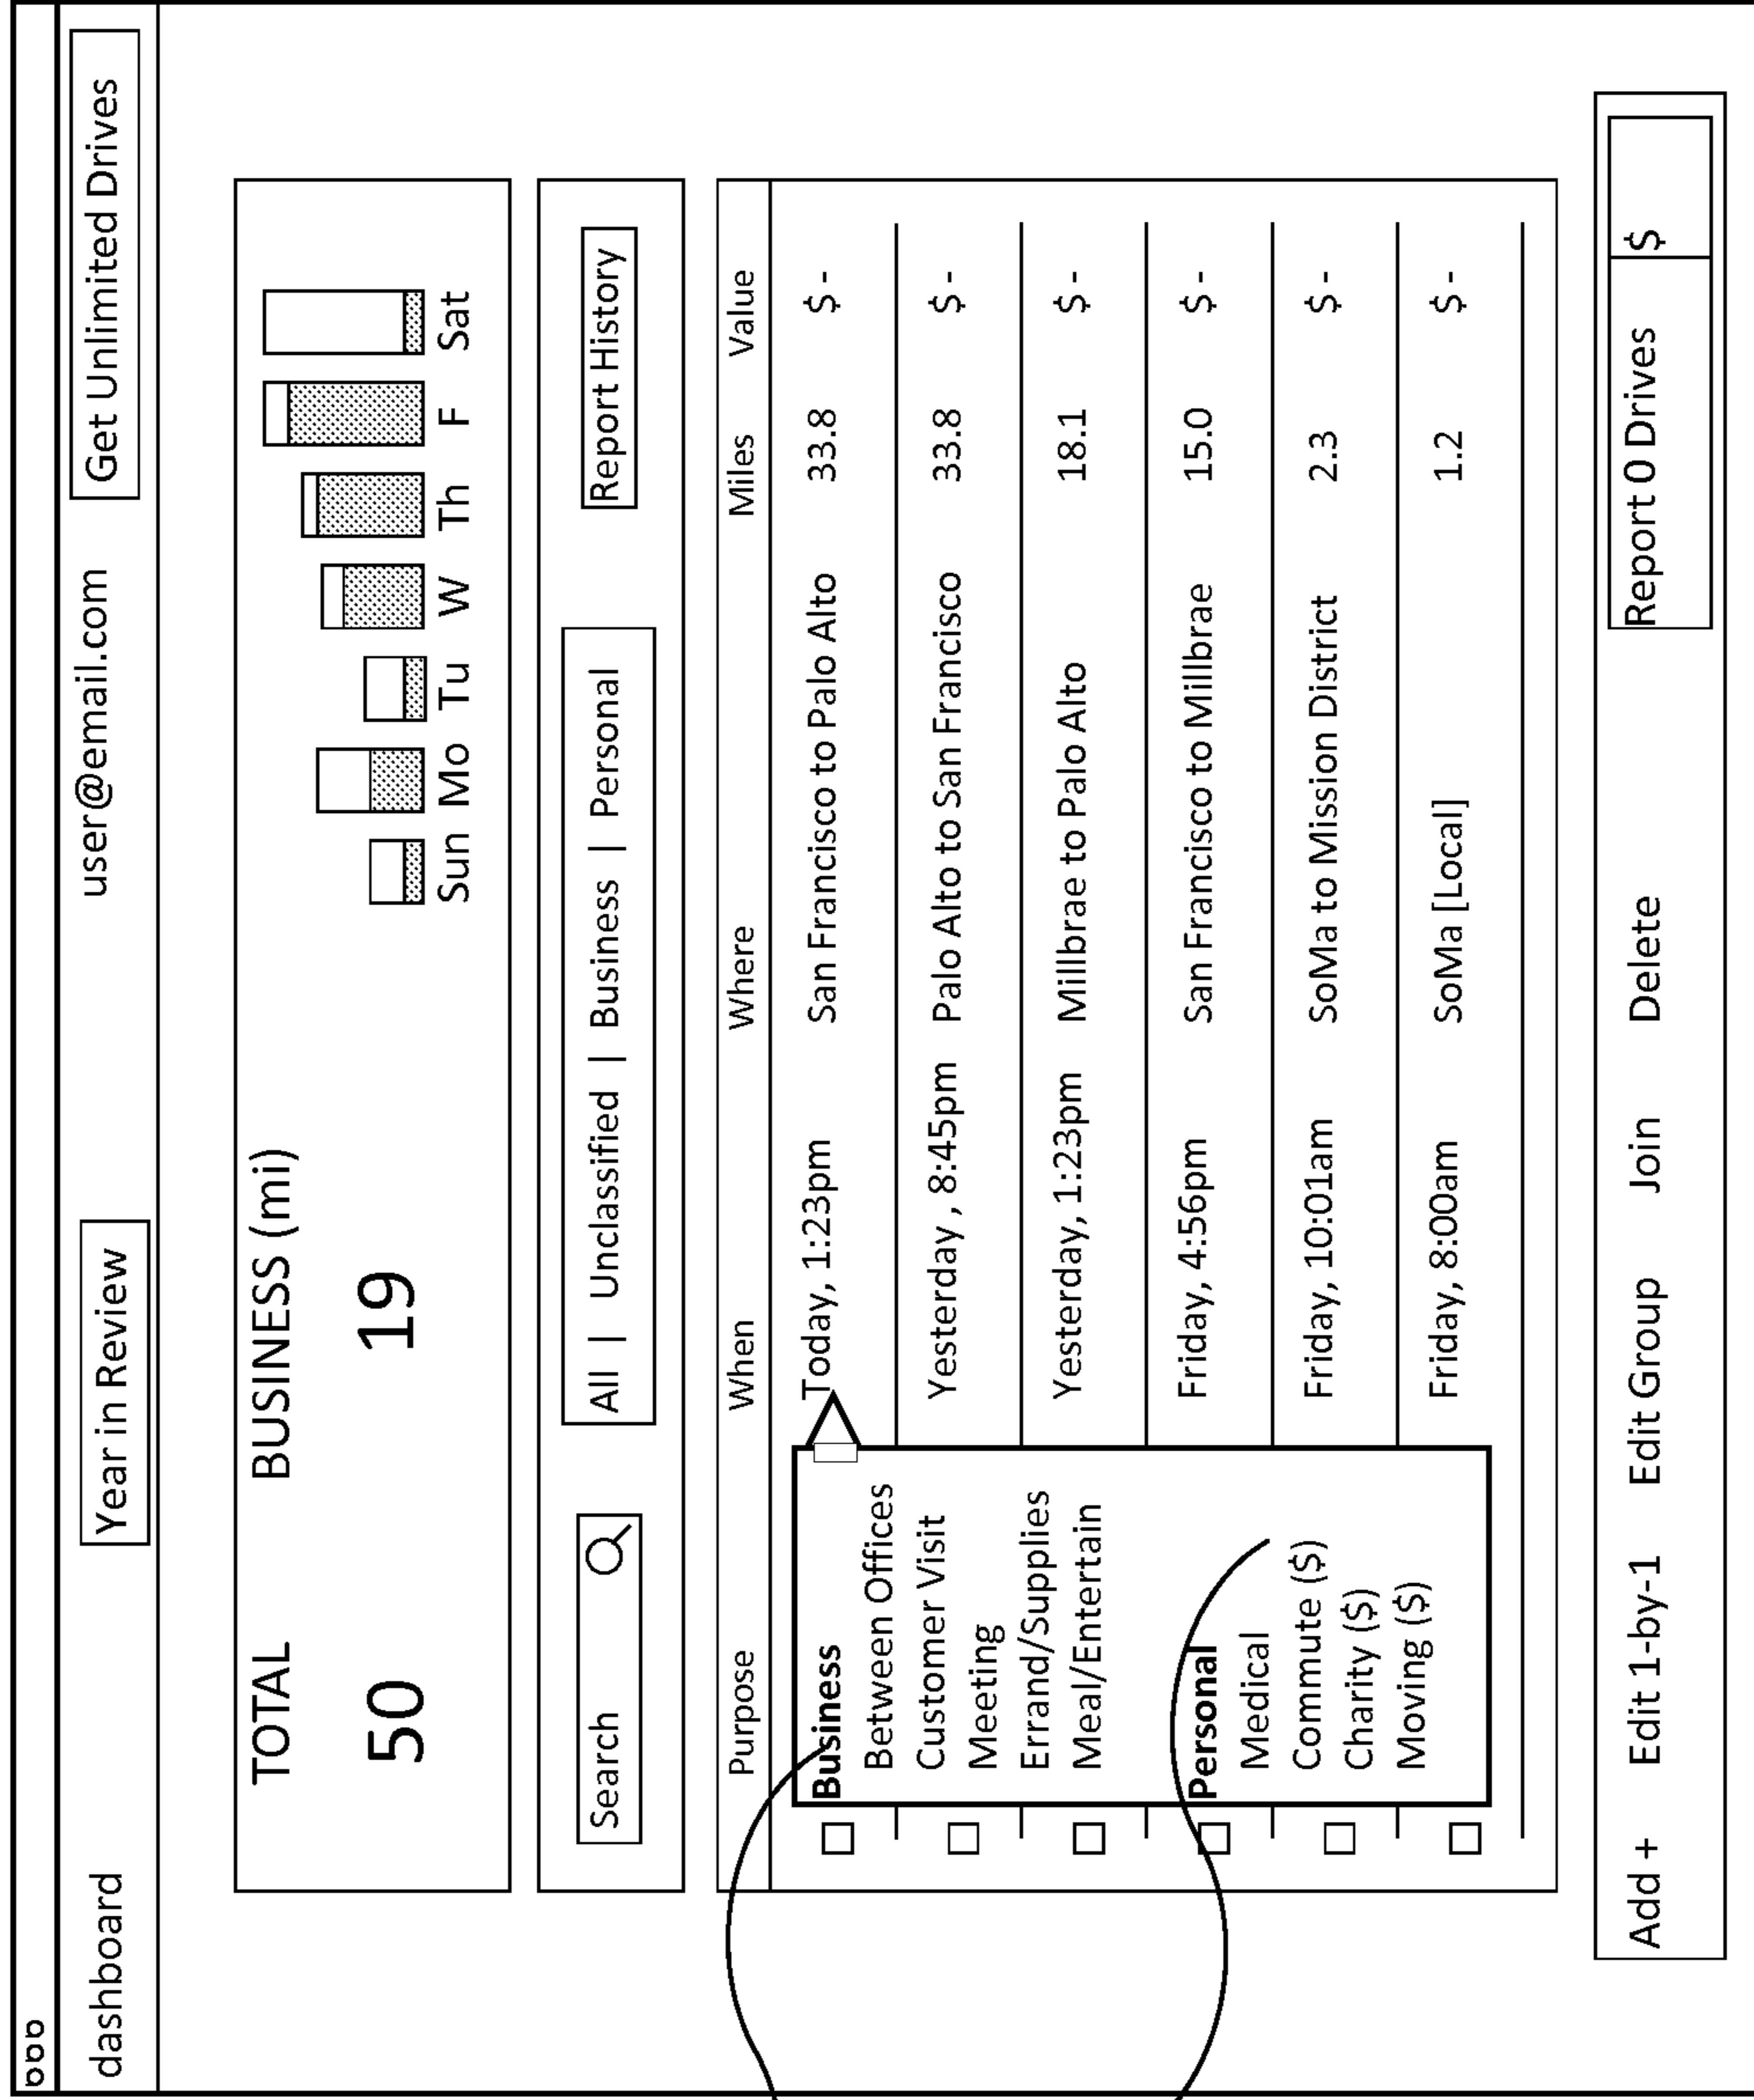 dashboard Year in Review user@email.com Get Unlimited Drives
TOTAL BUSINESS (mi)
50 19
Sun Mo Tu W Th F Sat
Search All | Unclassified | Business | Personal Report History
Purpose When Where Miles Value
Business
Between Offices
Customer Visit
Meeting
Errand/Supplies
Meal/Entertain
Personal
Medical
Commute ($)
Charity ($)
Moving ($)
Today, 1:23pm San Francisco to Palo Alto 33.8 $ -
Yesterday , 8:45pm Palo Alto to San Francisco 33.8 $ -
Yesterday, 1:23pm Millbrae to Palo Alto 18.1 $ -
Friday, 4:56pm San Francisco to Millbrae 15.0 $ -
Friday, 10:01am SoMa to Mission District 2.3 $ -
Friday, 8:00am SoMa [Local] 1.2 $ -
Add + Edit 1-by-1 Edit Group Join Delete Report 0 Drives $